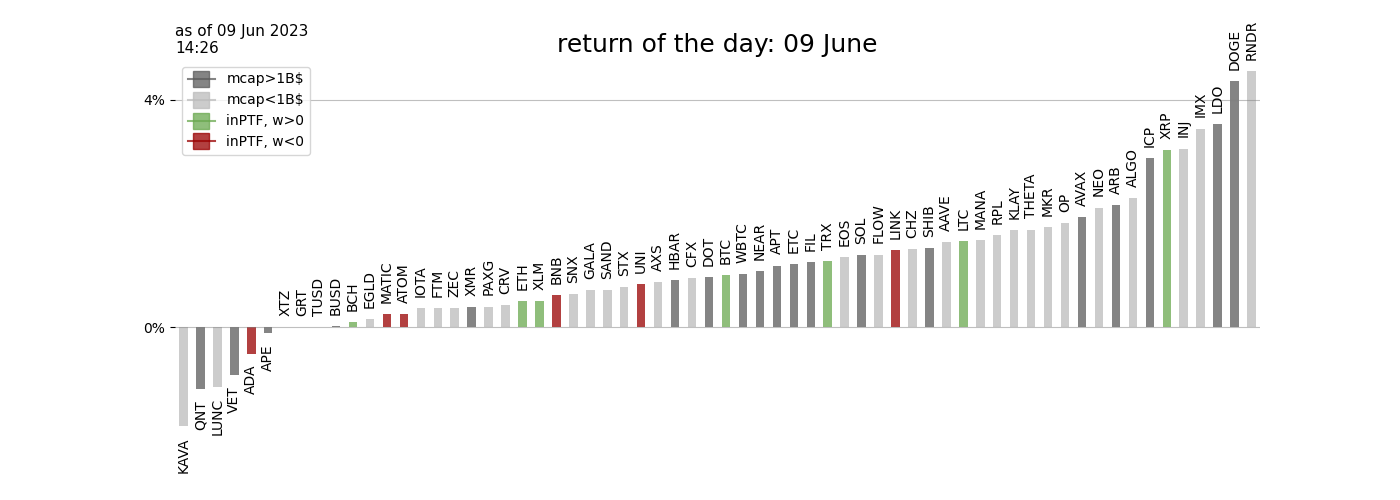 as of 09 Jun 2023
14:26
return of the day: 09 June
mcap>1B$
mcap<1B$
inPTF, w>0
inPTF, w<0
4%
0%
KAVA
QNT
LUNC
VET
ADA
APE
XTZ
GRT
TUSD
BUSD
BCH
EGLD
MATIC
ATOM
IOTA
FTM
ZEC
XMR
PAXG
CRV
ETH
XLM
BNB
SNX
GALA
SAND
STX
UNI
AXS
HBAR
CFX
DOT
BTC
WBTC
NEAR
APT
ETC
FIL
TRX
EOS
SOL
FLOW
LINK
CHZ
SHIB
AAVE
LTC
MANA
RPL
KLAY
THETA
MKR
OP
AVAX
NEO
ARB
ALGO
ICP
XRP
INJ
IMX
LDO
DOGE
RNDR